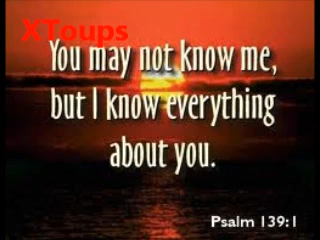 XToups
You may not know me,
but I know everything
about you.
Psalm 139:1